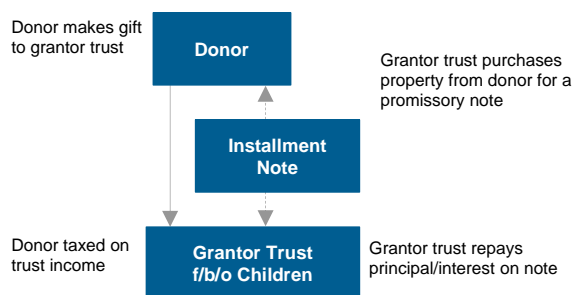 Donor makes gift
to grantor trust
Donor
Grantor trust purchases
property from donor for a
promissory note
Installment
Note
Donor taxed on
trust income
Grantor Trust
f/b/o Children
Grantor trust repays
principal/interest on note